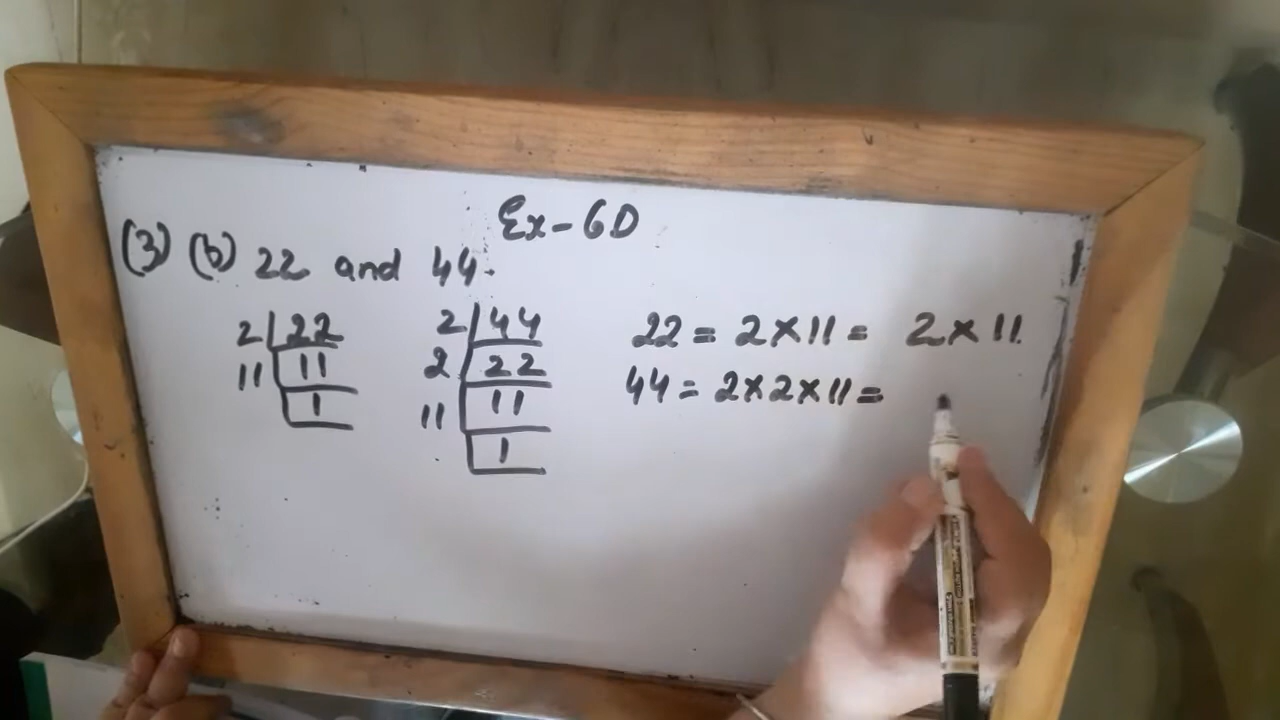 Ex-6D
(3) (b) 22 and 44.
2 22
11 11
1
2 44
2 22
11 11
1
22 = 2×11 = 2×11.
44 = 2×2×11 =